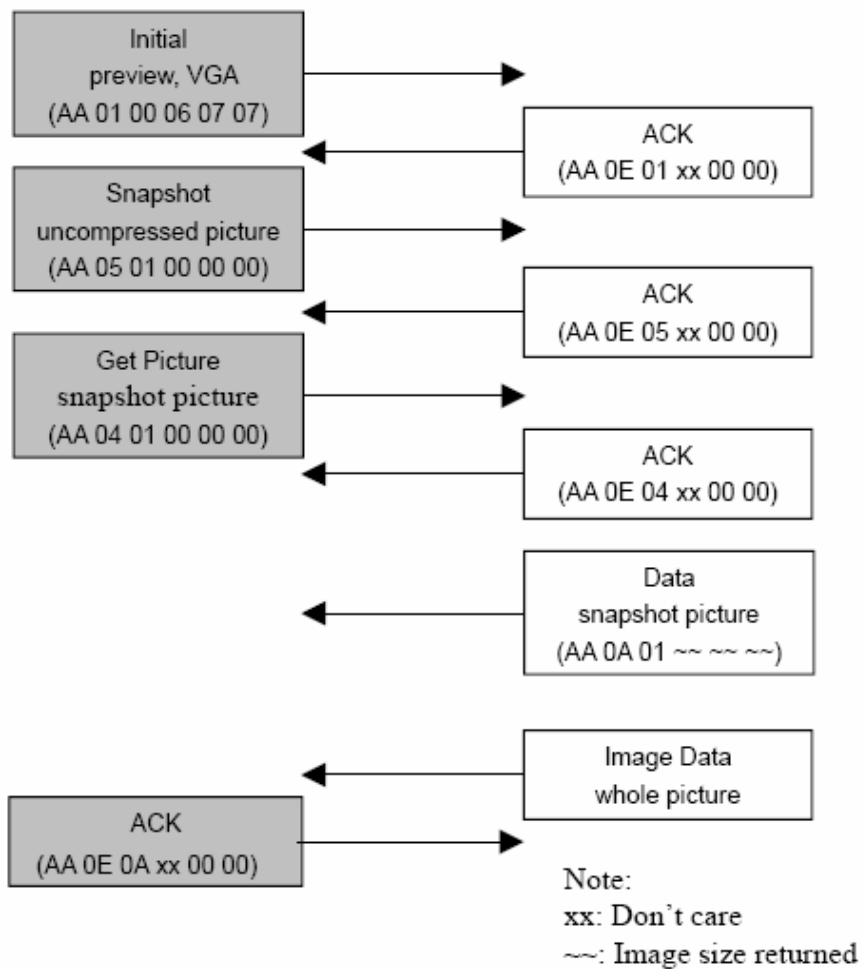 Initial
preview, VGA
(AA 01 00 06 07 07)
ACK
(AA 0E 01 xx 00 00)
Snapshot
uncompressed picture
(AA 05 01 00 00 00)
ACK
(AA 0E 05 xx 00 00)
Get Picture
snapshot picture
(AA 04 01 00 00 00)
ACK
(AA 0E 04 xx 00 00)
Data
snapshot picture
(AA 0A 01 ~~ ~~ ~~)
Image Data
whole picture
ACK
(AA 0E 0A xx 00 00)
Note:
xx: Don't care
~~: Image size returned